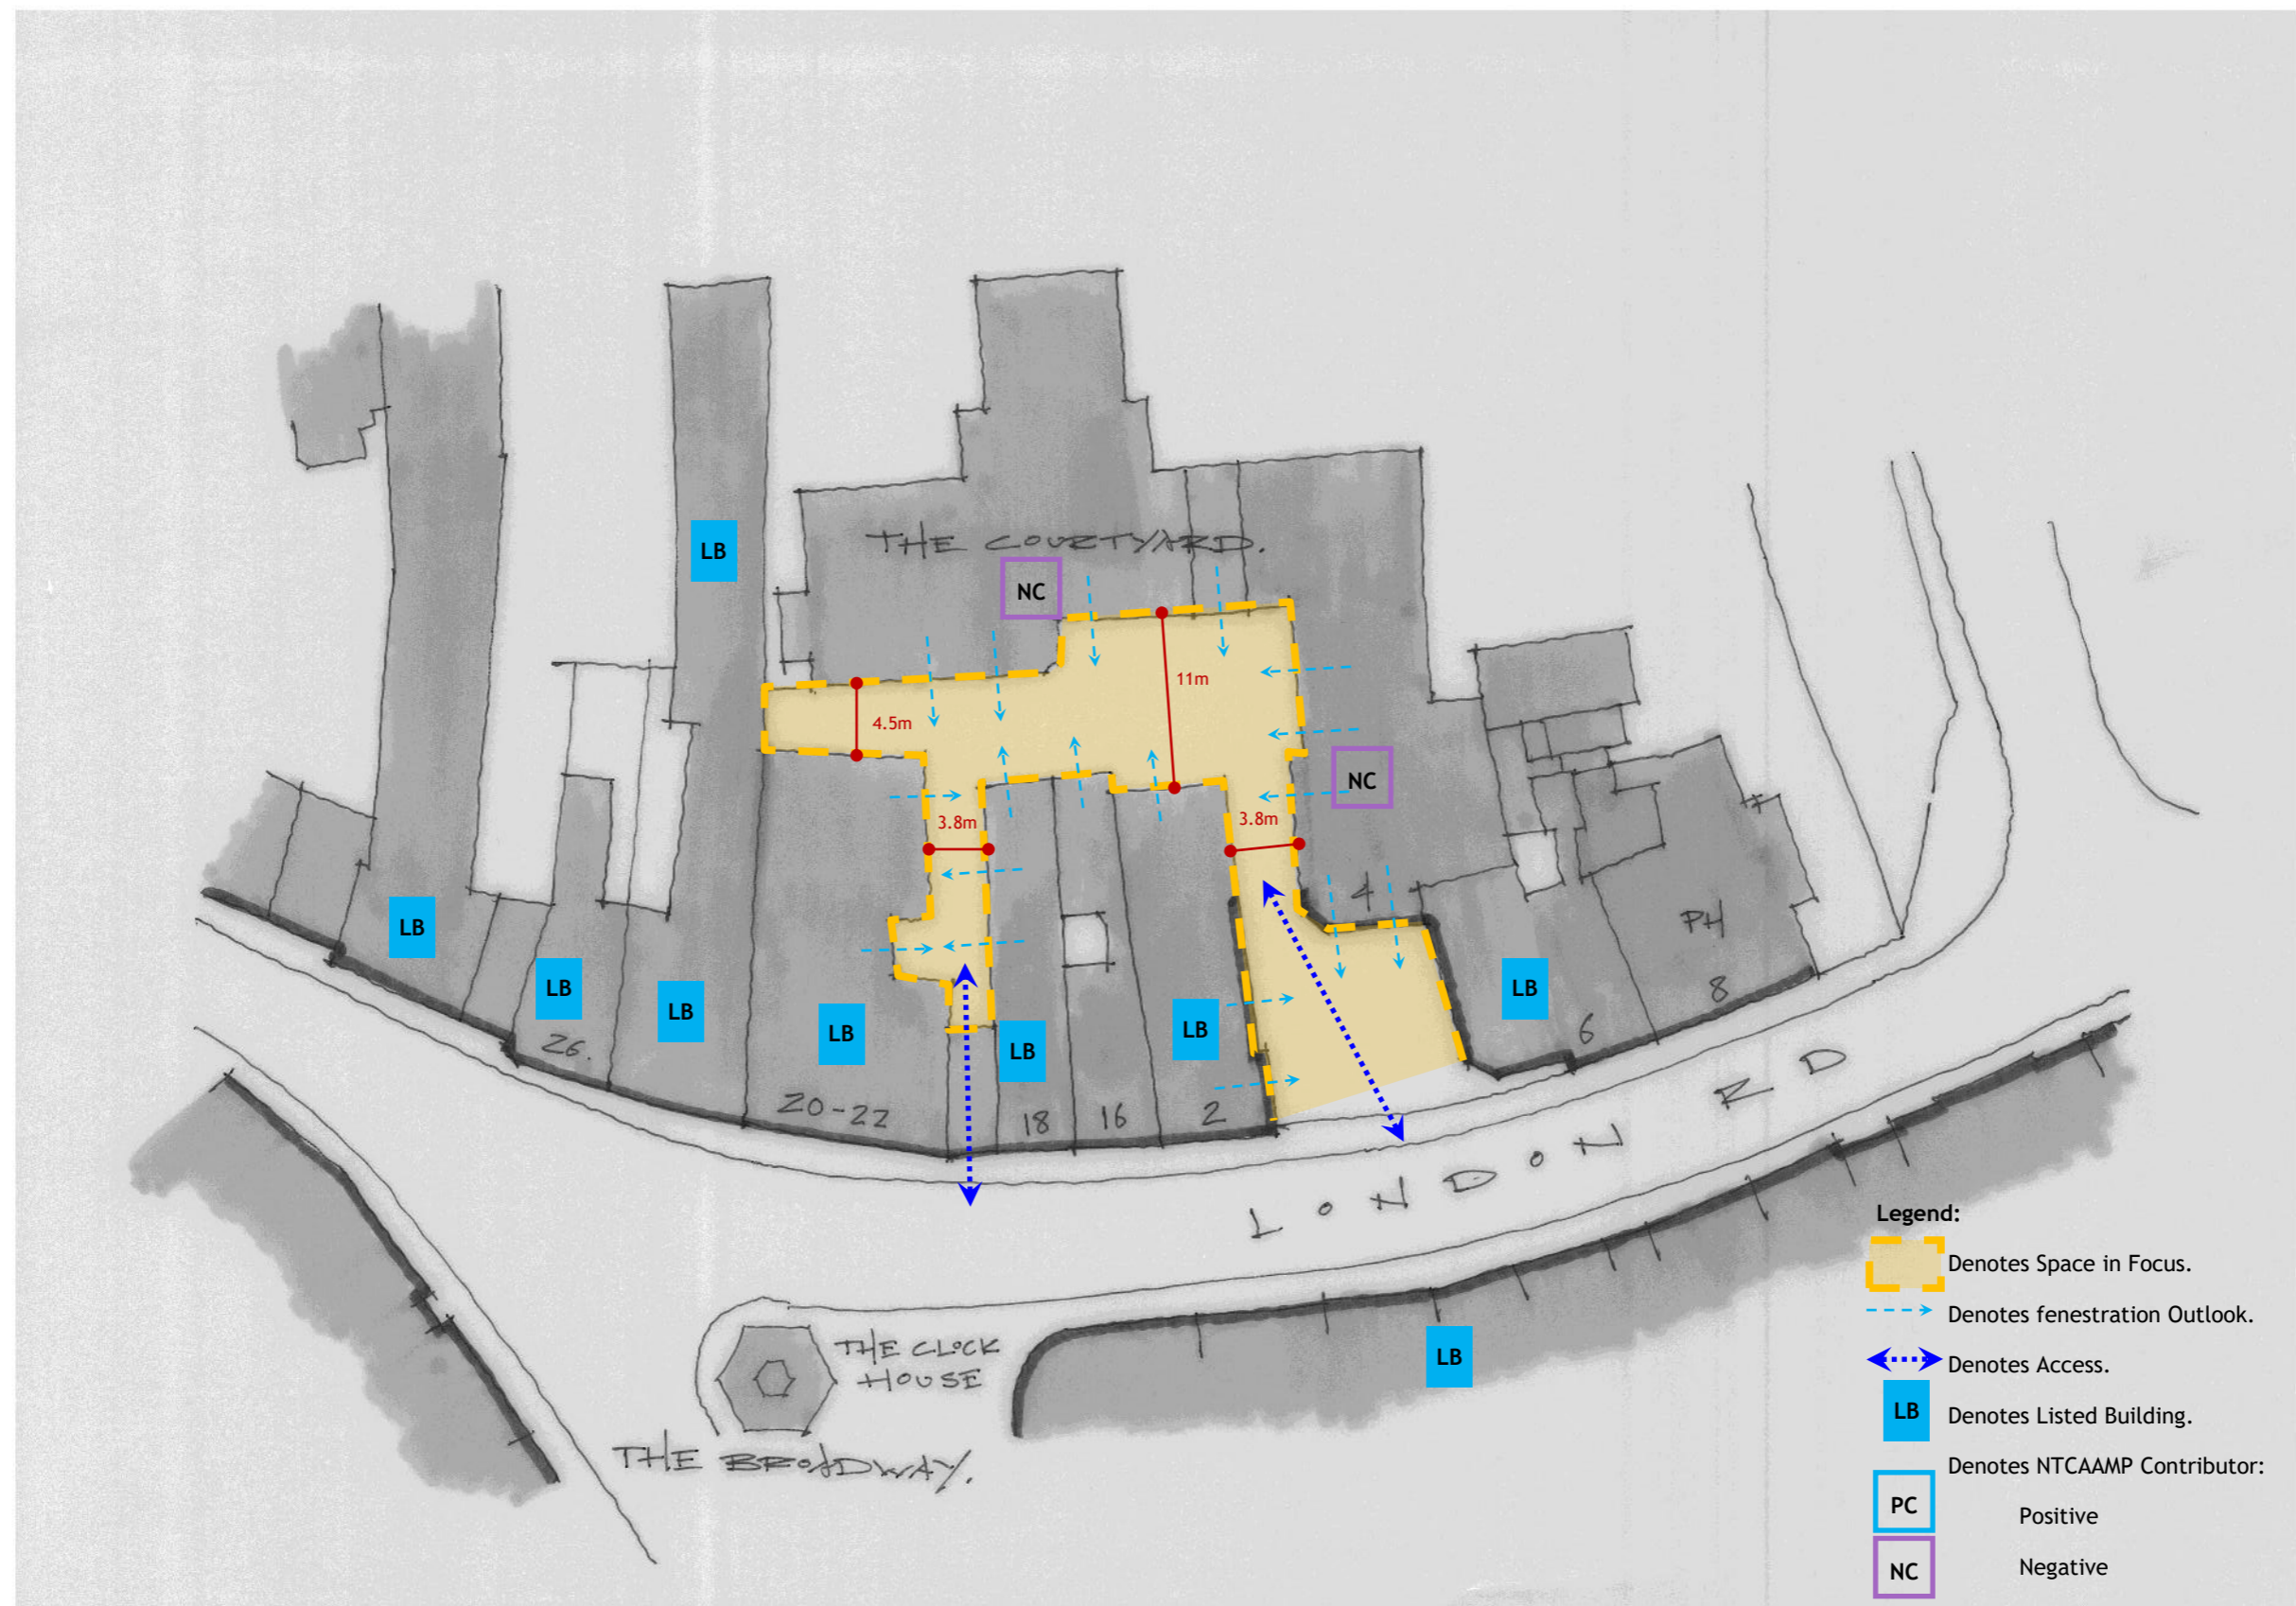 LB
THE COURTYARD.
NC
11m
4.5m
NC
3.8m
3.8m
4
LB
PH
LB
LB
LB
LB
LB
LB
LB
26.
20-22
18
16
2
6
8
LONDON RD
THE CLOCK
HOUSE
THE BROADWAY.
LB
Legend:
Denotes Space in Focus.
Denotes fenestration Outlook.
Denotes Access.
LB
Denotes Listed Building.
Denotes NTCAAMP Contributor:
PC
Positive
NC
Negative